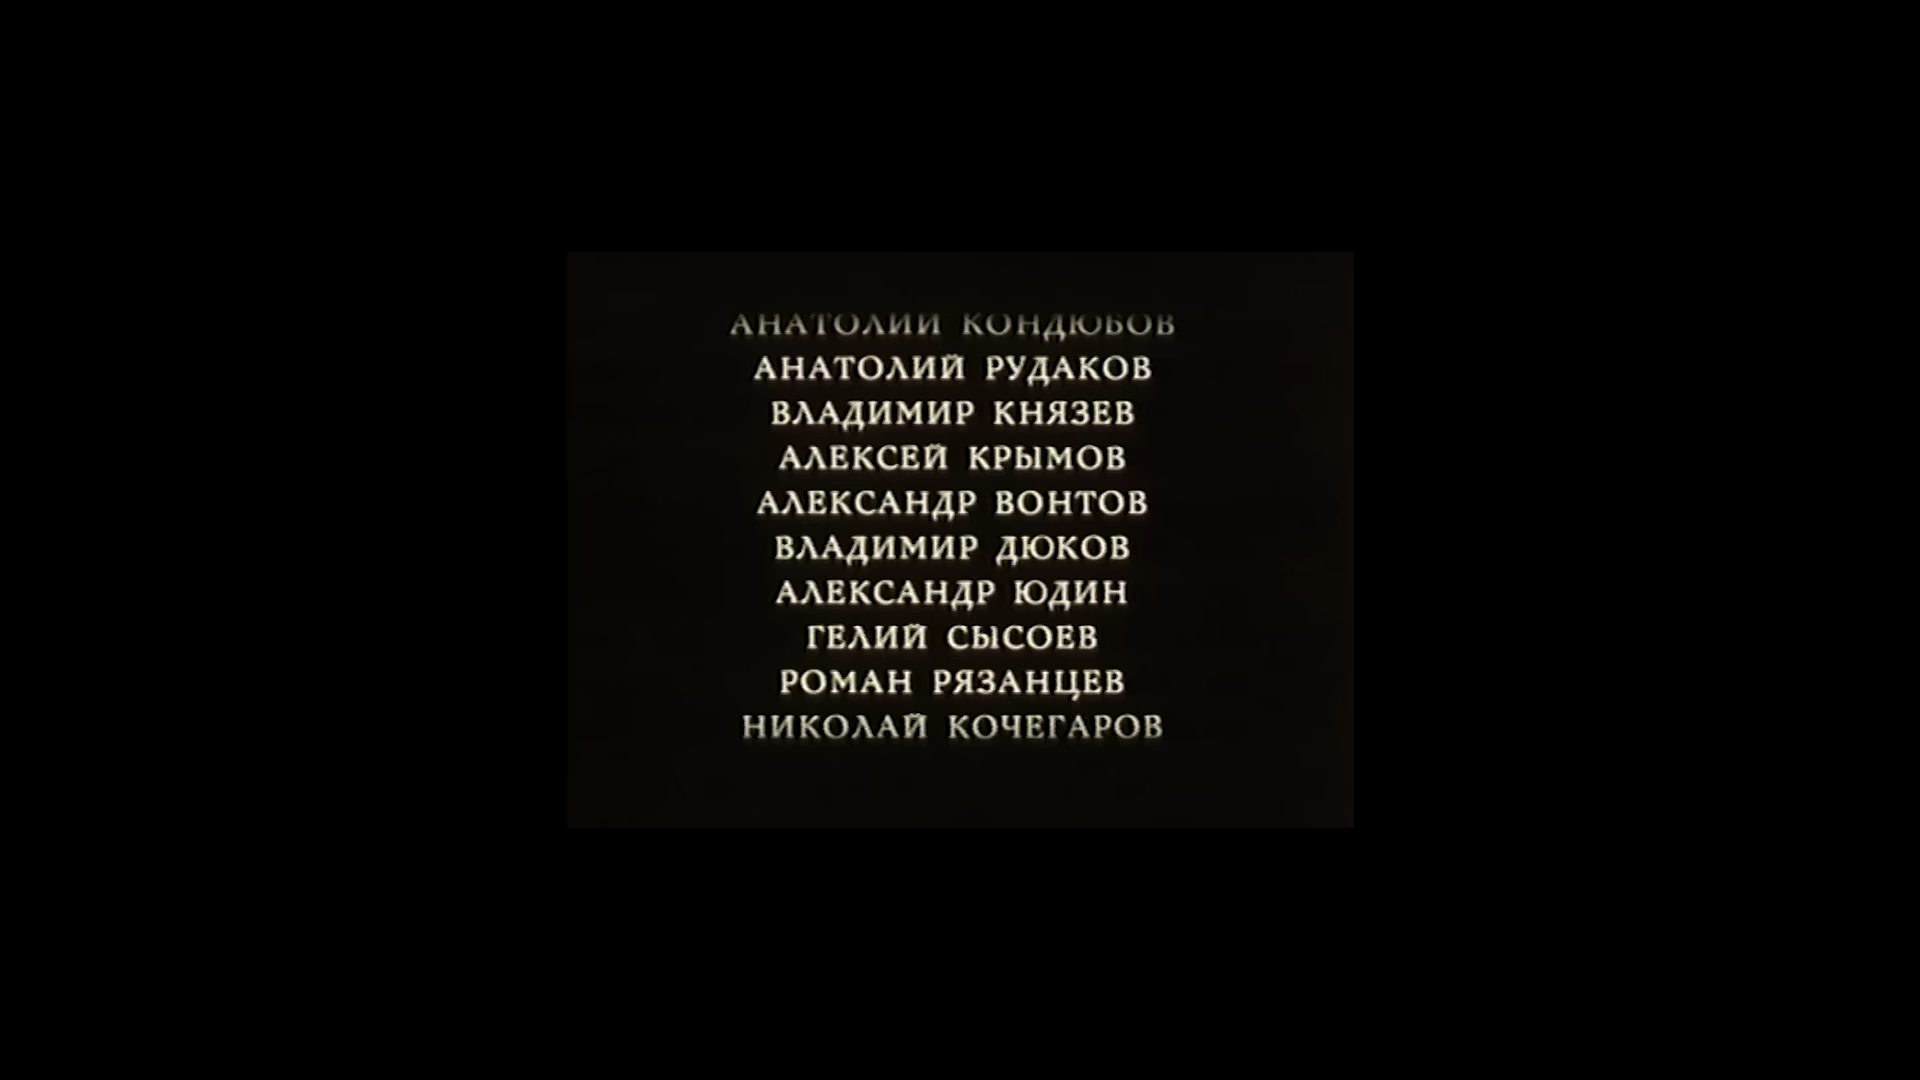 АНАТОЛИЙ КОНДЮБОВ
АНАТОЛИЙ РУДАКОВ
ВЛАДИМИР КНЯЗЕВ
АЛЕКСЕЙ КРЫМОВ
АЛЕКСАНДР ВОНТОВ
ВЛАДИМИР ДЮКОВ
АЛЕКСАНДР ЮДИН
ГЕЛИЙ СЫСОЕВ
РОМАН РЯЗАНЦЕВ
НИКОЛАЙ КОЧЕГАРОВ